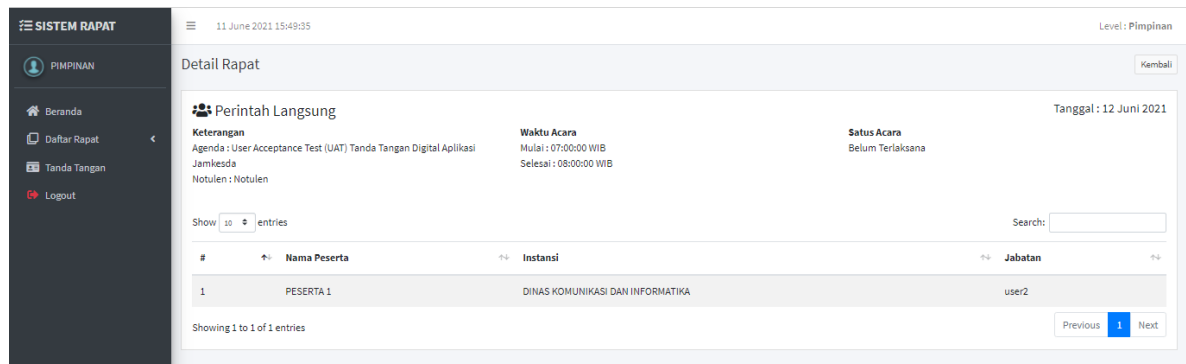 SISTEM RAPAT
11 June 2021 15:49:35
Level : Pimpinan
PIMPINAN
Beranda
Daftar Rapat
Tanda Tangan
Logout
Detail Rapat
Kembali
Perintah Langsung
Tanggal : 12 Juni 2021
Keterangan
Agenda : User Acceptance Test (UAT) Tanda Tangan Digital Aplikasi
Jamkesda
Notulen : Notulen
Waktu Acara
Mulai : 07:00:00 WIB
Selesai : 08:00:00 WIB
Satus Acara
Belum Terlaksana
Show 10 entries
Search:
# Nama Peserta Instansi Jabatan
1 PESERTA 1 DINAS KOMUNIKASI DAN INFORMATIKA user2
Showing 1 to 1 of 1 entries
Previous 1 Next